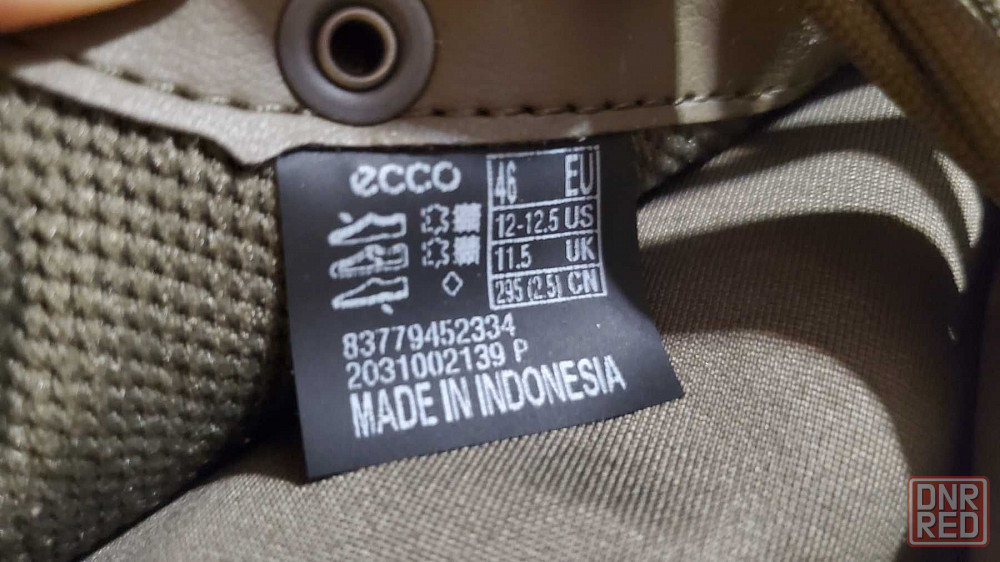 ecco
46 EU
12-12.5 US
11.5 UK
295 (2.5) CN
83779452334
2031002139 P
MADE IN INDONESIA
DNR
RED